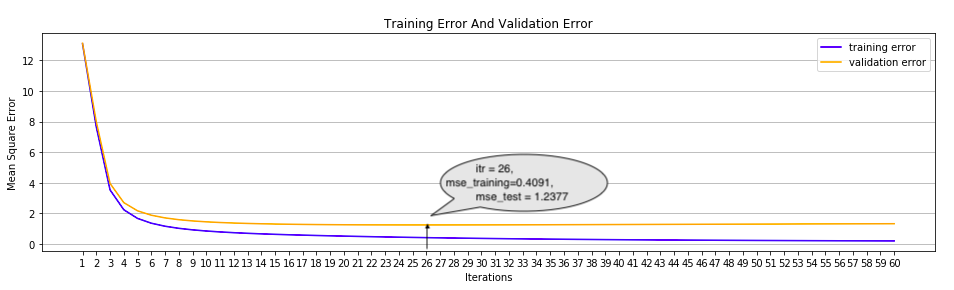 Training Error And Validation Error
training error
validation error
Mean Square Error
12
10
8
6
4
2
0
itr = 26,
mse_training=0.4091,
mse_test = 1.2377
1 2 3 4 5 6 7 8 9 10 11 12 13 14 15 16 17 18 19 20 21 22 23 24 25 26 27 28 29 30 31 32 33 34 35 36 37 38 39 40 41 42 43 44 45 46 47 48 49 50 51 52 53 54 55 56 57 58 59 60
Iterations